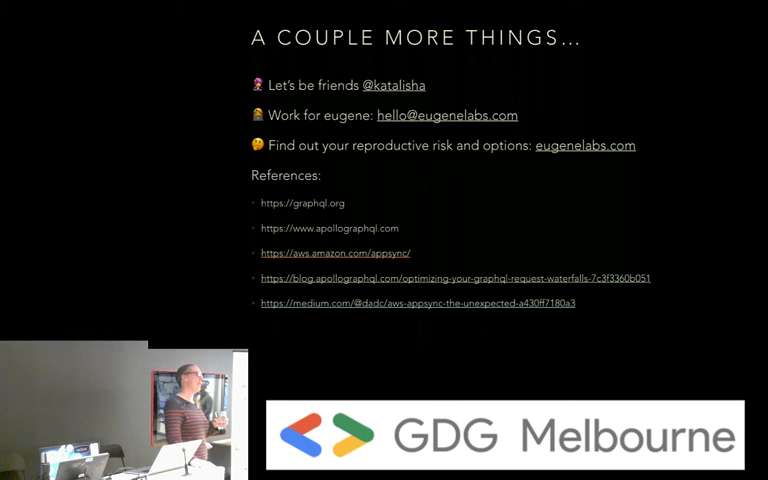 A COUPLE MORE THINGS...
Let's be friends @katalisha
Work for eugene: hello@eugenelabs.com
Find out your reproductive risk and options: eugenelabs.com
References:
https://graphql.org
https://www.apollographql.com
https://aws.amazon.com/appsync/
https://blog.apollographql.com/optimizing-your-graphql-request-waterfalls-7c3f3360b051
https://medium.com/@dadc/aws-appsync-the-unexpected-a430ff7180a3
GDG Melbourne